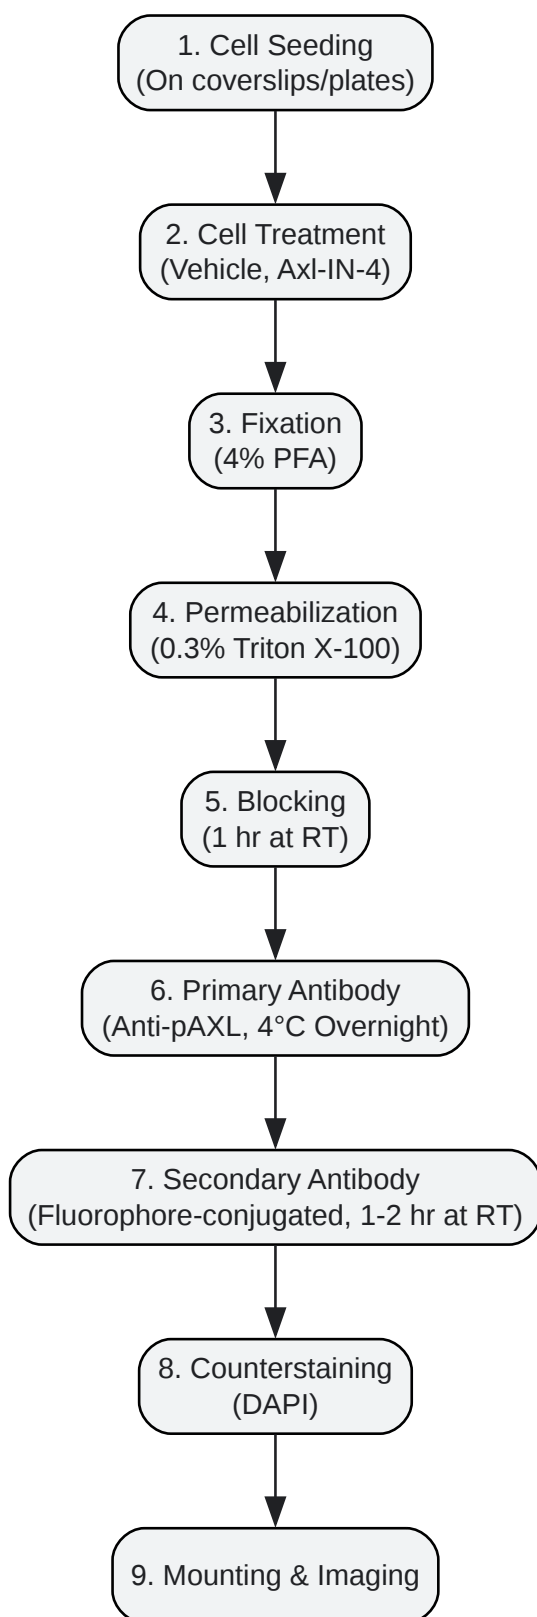 1. Cell Seeding
(On coverslips/plates)
2. Cell Treatment
(Vehicle, Axl-IN-4)
3. Fixation
(4% PFA)
4. Permeabilization
(0.3% Triton X-100)
5. Blocking
(1 hr at RT)
6. Primary Antibody
(Anti-pAXL, 4°C Overnight)
7. Secondary Antibody
(Fluorophore-conjugated, 1-2 hr at RT)
8. Counterstaining
(DAPI)
9. Mounting & Imaging